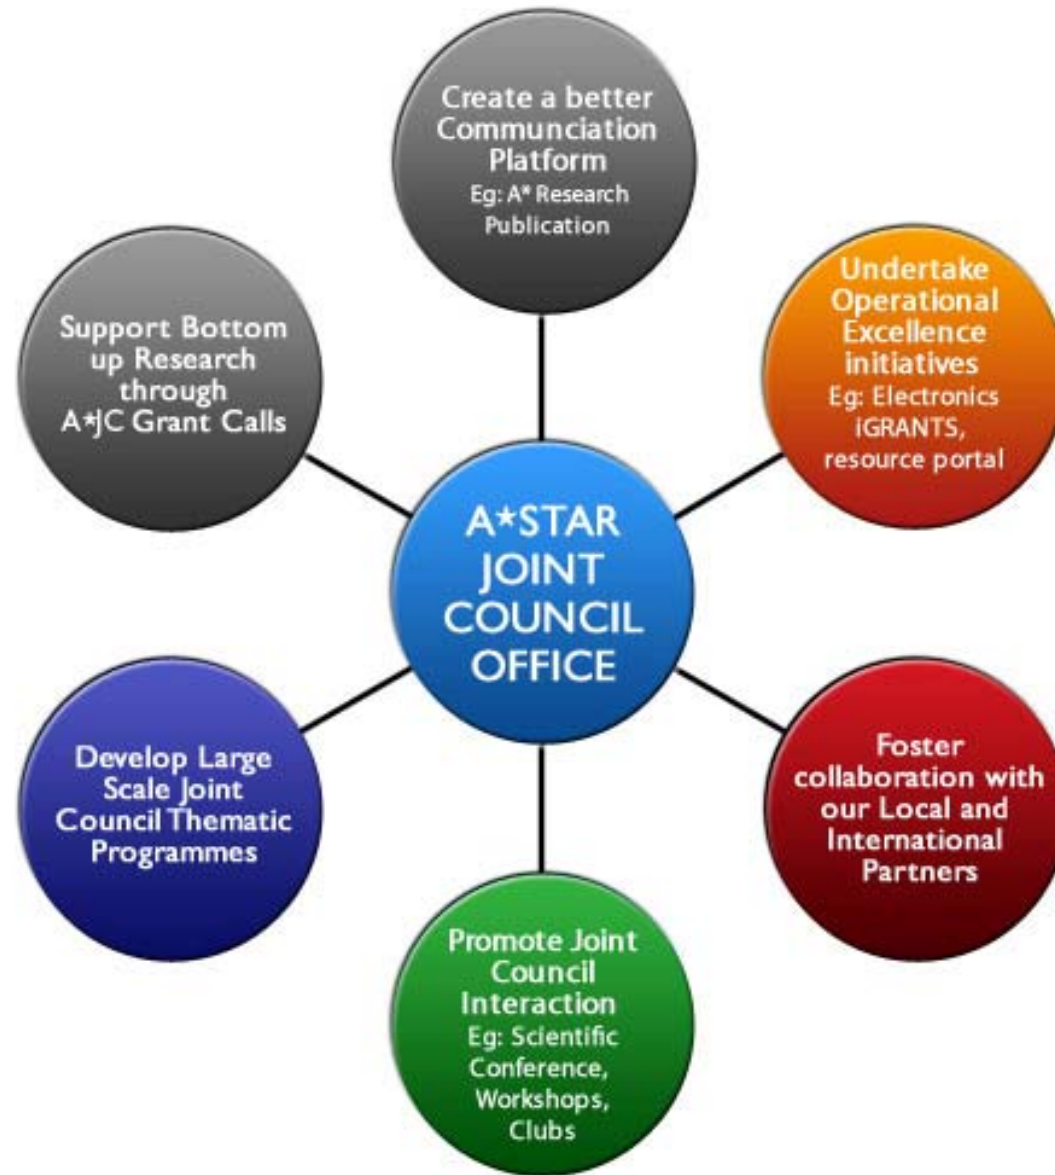 Create a better
Communciation
Platform
Eg: A* Research
Publication
Undertake
Operational
Excellence
initiatives
Eg: Electronics
iGRANTS,
resource portal
Support Bottom
up Research
through
A*JC Grant Calls
A★STAR
JOINT
COUNCIL
OFFICE
Develop Large
Scale Joint
Council Thematic
Programmes
Foster
collaboration with
our Local and
International
Partners
Promote Joint
Council
Interaction
Eg: Scientific
Conference,
Workshops,
Clubs